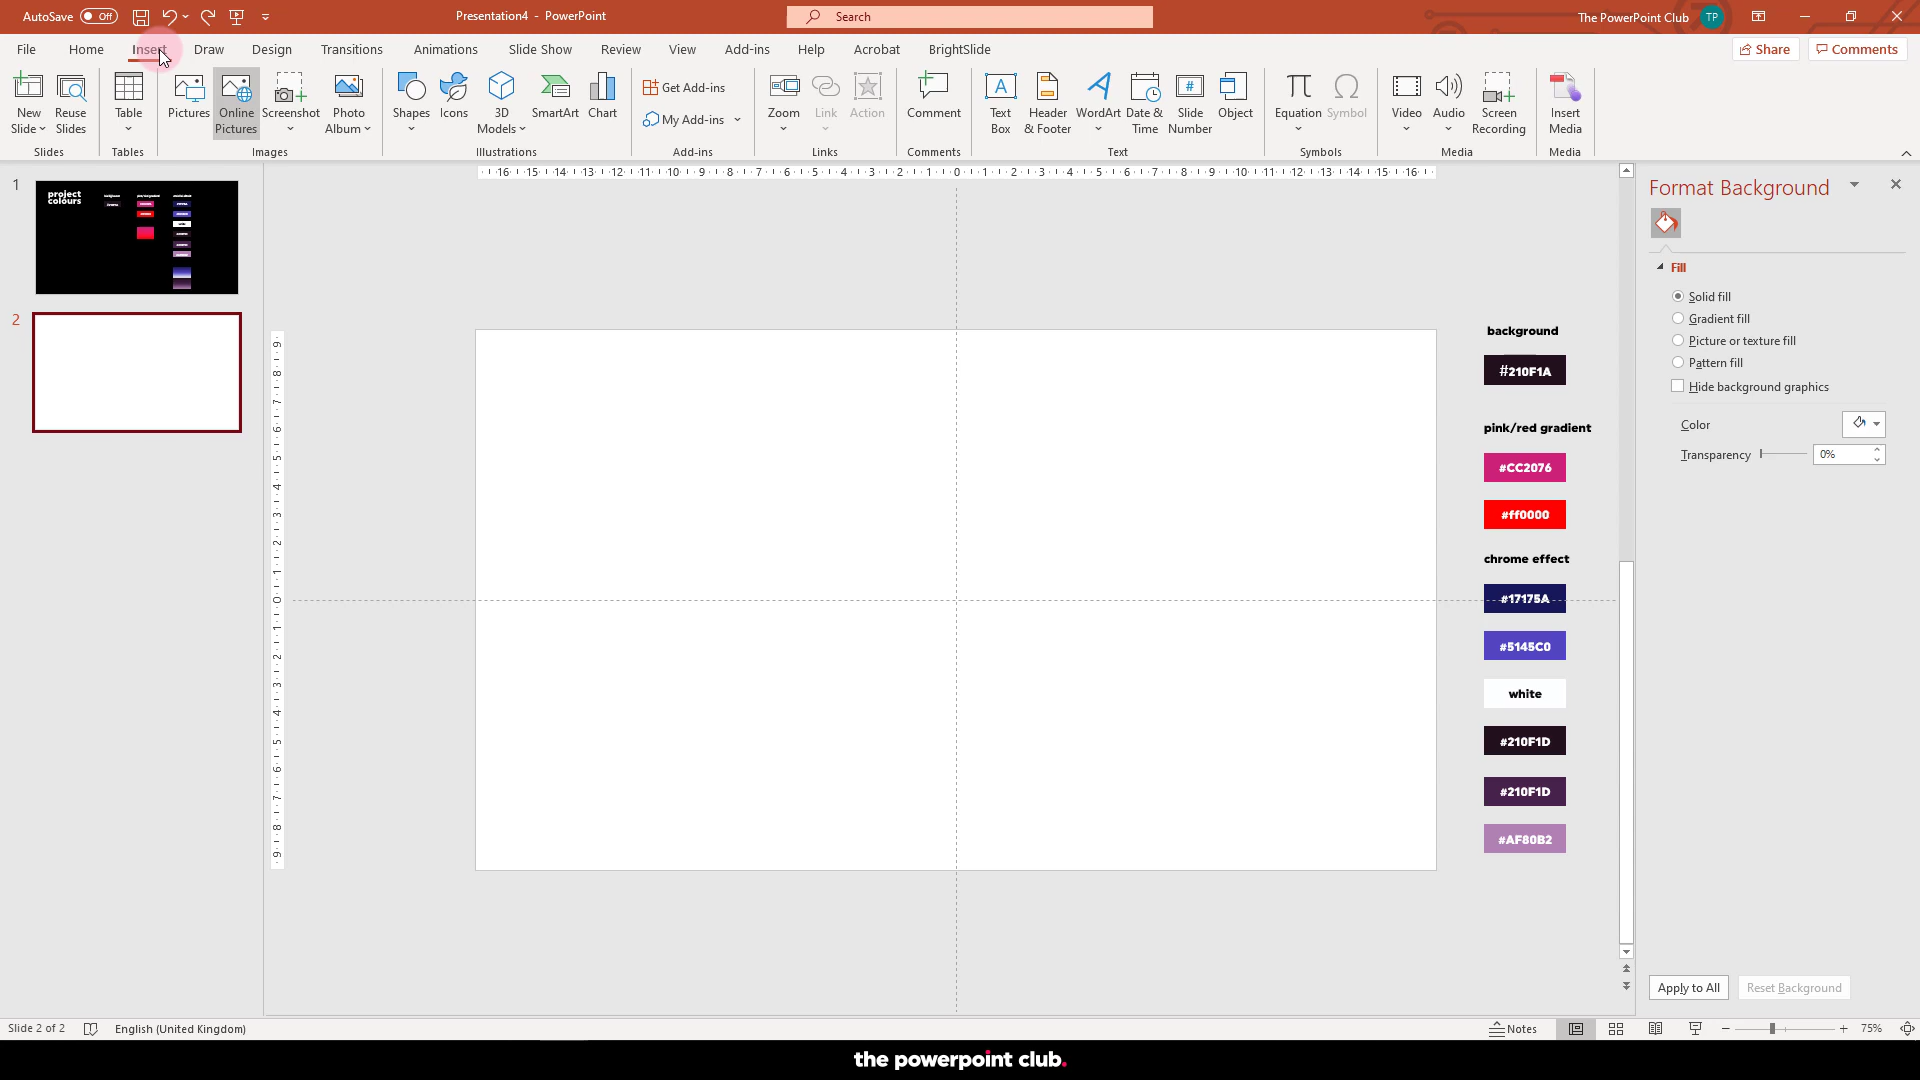 AutoSave Off
Presentation4 - PowerPoint
Search
The PowerPoint Club TP
File Home Insert Draw Design Transitions Animations Slide Show Review View Add-ins Help Acrobat BrightSlide
Share Comments
New Slide
Reuse Slides
Slides
Table
Tables
Pictures
Online Pictures
Screenshot
Photo Album
Images
Shapes
Icons
3D Models
SmartArt
Chart
Illustrations
Get Add-ins
My Add-ins
Add-ins
Zoom
Link
Action
Links
Comment
Comments
Text Box
Header & Footer
WordArt
Date & Time
Slide Number
Object
Text
Equation
Symbol
Symbols
Video
Audio
Screen Recording
Media
Insert Media
Media
1
project
colours
2
background
#210F1A
pink/red gradient
#CC2076
#ff0000
chrome effect
#17175A
#5145C0
white
#210F1D
#210F1D
#AF80B2
Format Background
Fill
Solid fill
Gradient fill
Picture or texture fill
Pattern fill
Hide background graphics
Color
Transparency 0%
Apply to All
Reset Background
Slide 2 of 2
English (United Kingdom)
Notes
75%
the powerpoint club.